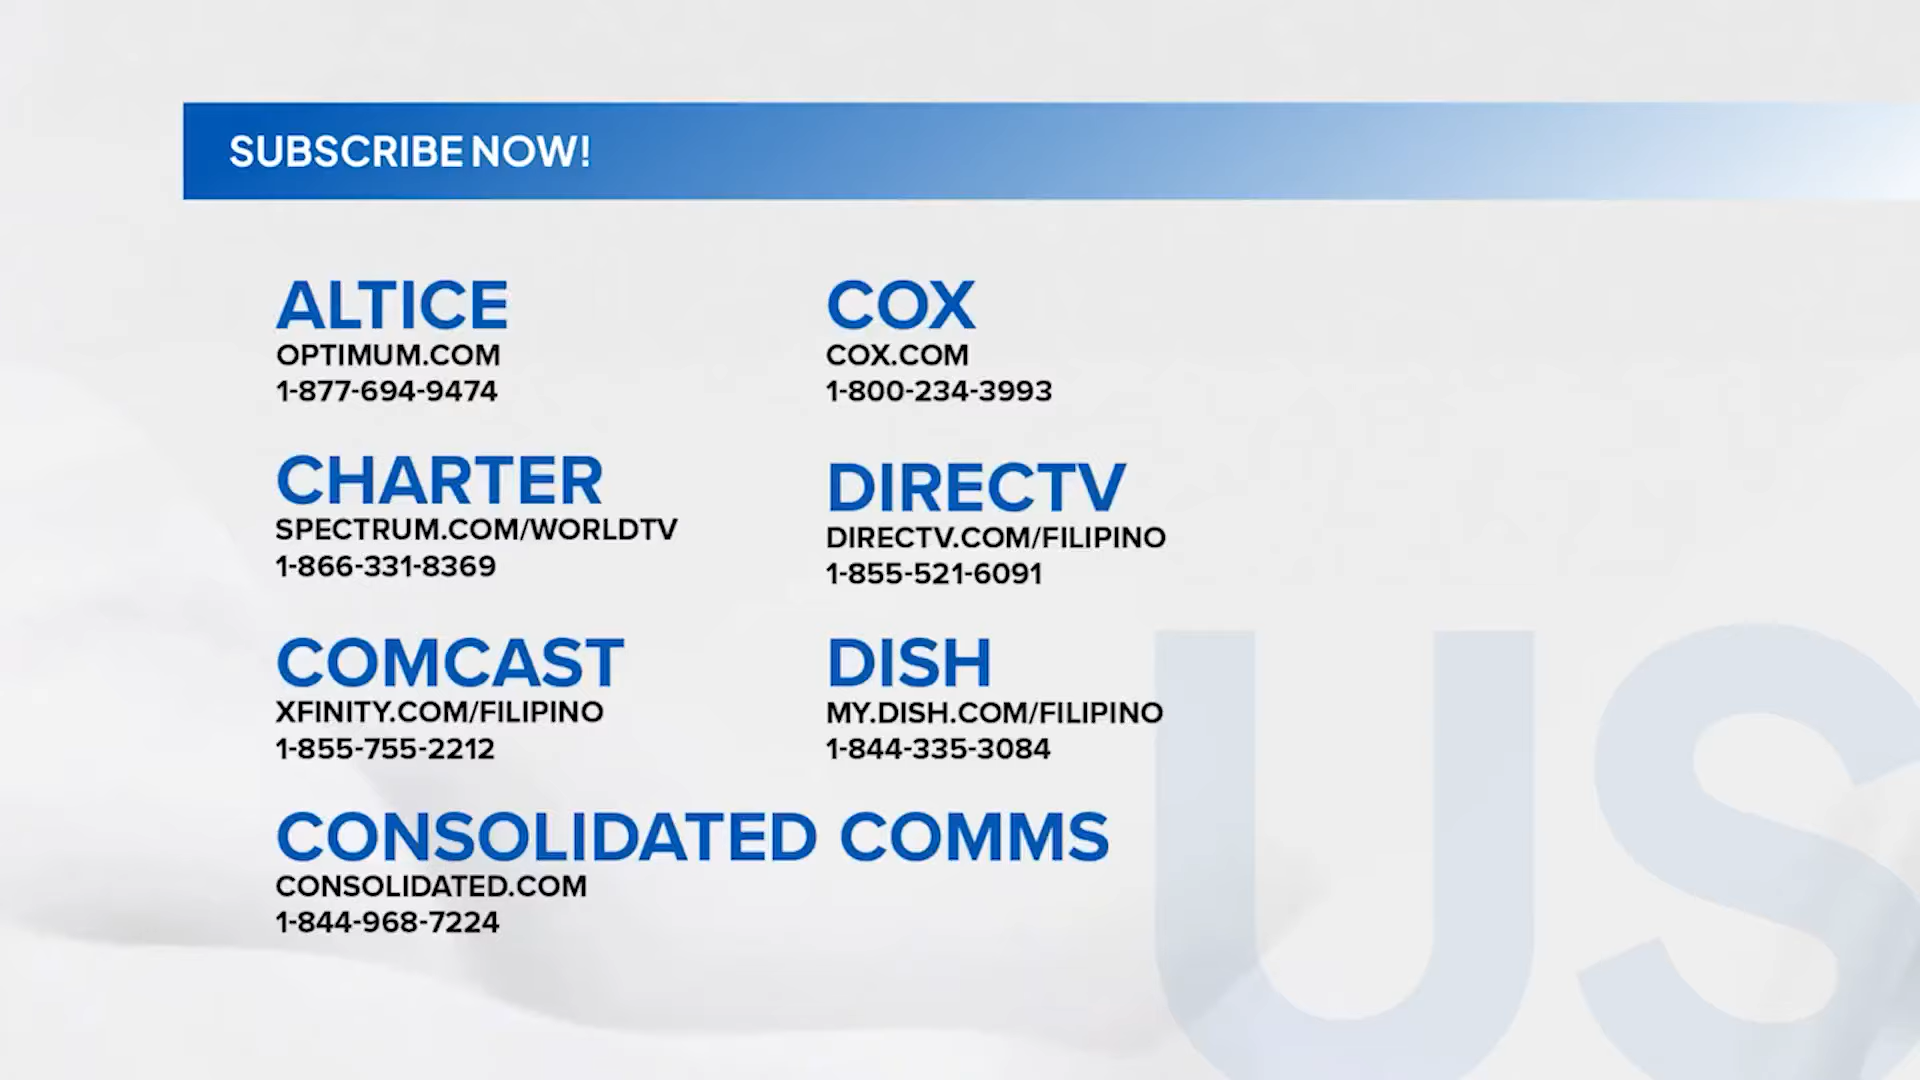 SUBSCRIBE NOW!
ALTICE
OPTIMUM.COM
1-877-694-9474
CHARTER
SPECTRUM.COM/WORLDTV
1-866-331-8369
COMCAST
XFINITY.COM/FILIPINO
1-855-755-2212
CONSOLIDATED COMMS
CONSOLIDATED.COM
1-844-968-7224
COX
COX.COM
1-800-234-3993
DIRECTV
DIRECTV.COM/FILIPINO
1-855-521-6091
DISH
MY.DISH.COM/FILIPINO
1-844-335-3084
US